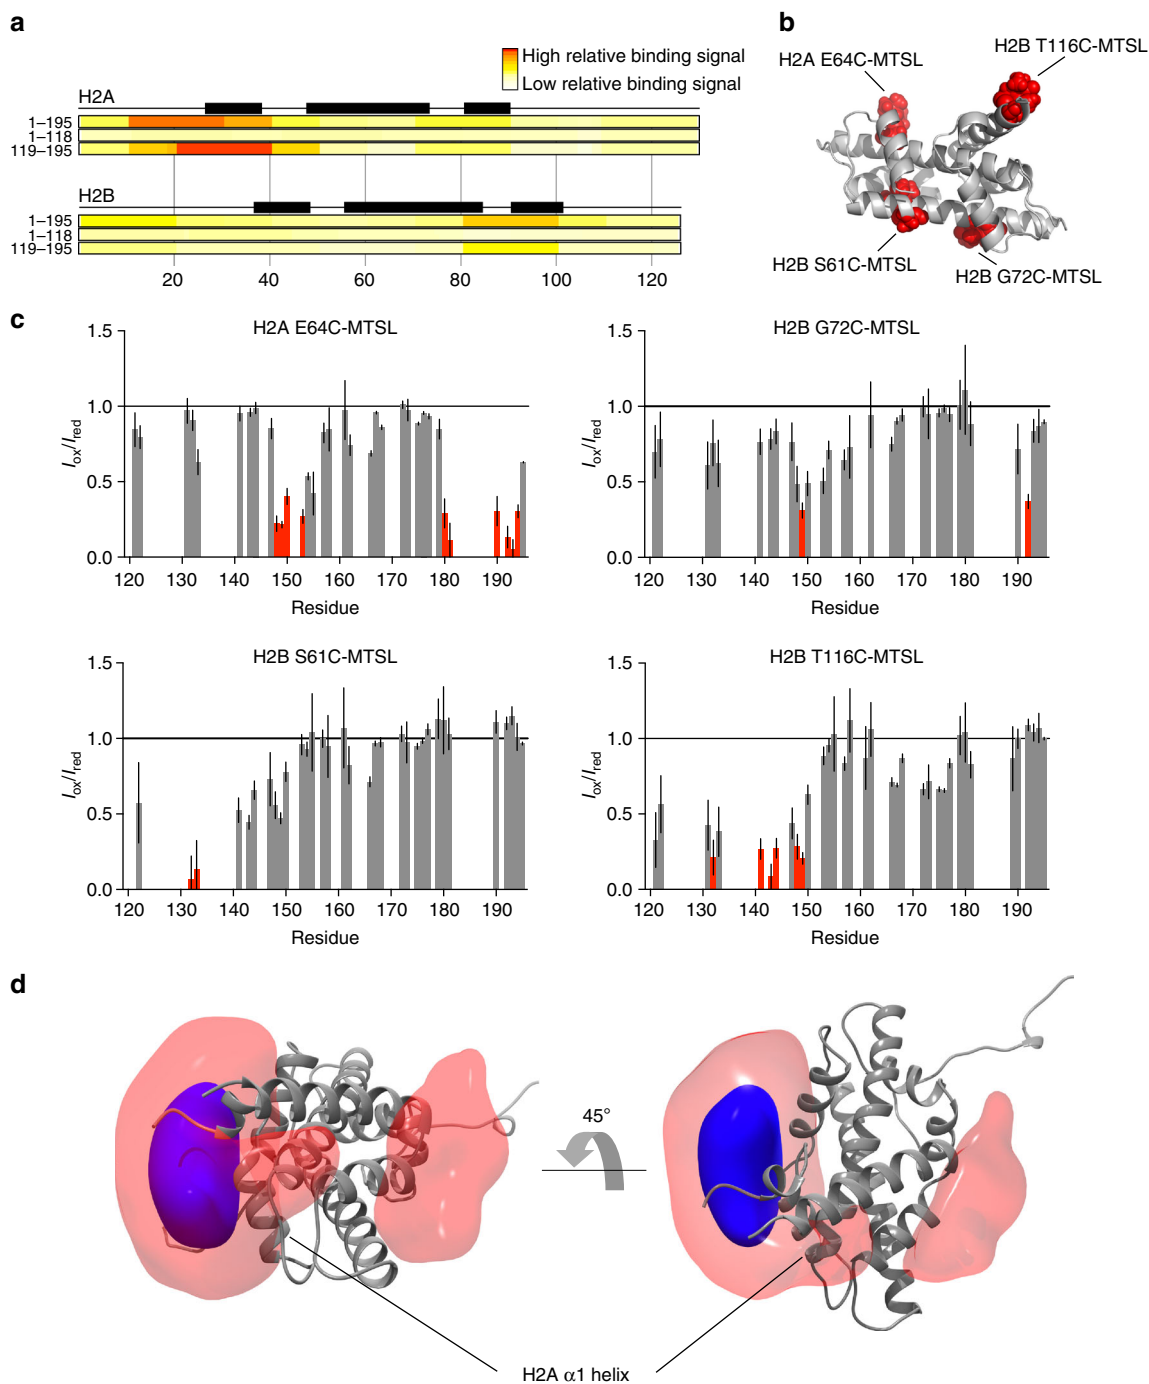 a
High relative binding signal
Low relative binding signal
H2A
1–195
1–118
119–195
H2B
1–195
1–118
119–195
20 40 60 80 100 120
b
H2A E64C-MTSL
H2B T116C-MTSL
H2B S61C-MTSL
H2B G72C-MTSL
c
H2A E64C-MTSL
1.5
1.0
0.5
0.0
Iox/Ired
120 130 140 150 160 170 180 190
Residue
H2B G72C-MTSL
1.5
1.0
0.5
0.0
Iox/Ired
120 130 140 150 160 170 180 190
Residue
H2B S61C-MTSL
1.5
1.0
0.5
0.0
Iox/Ired
120 130 140 150 160 170 180 190
Residue
H2B T116C-MTSL
1.5
1.0
0.5
0.0
Iox/Ired
120 130 140 150 160 170 180 190
Residue
d
45°
H2A α1 helix